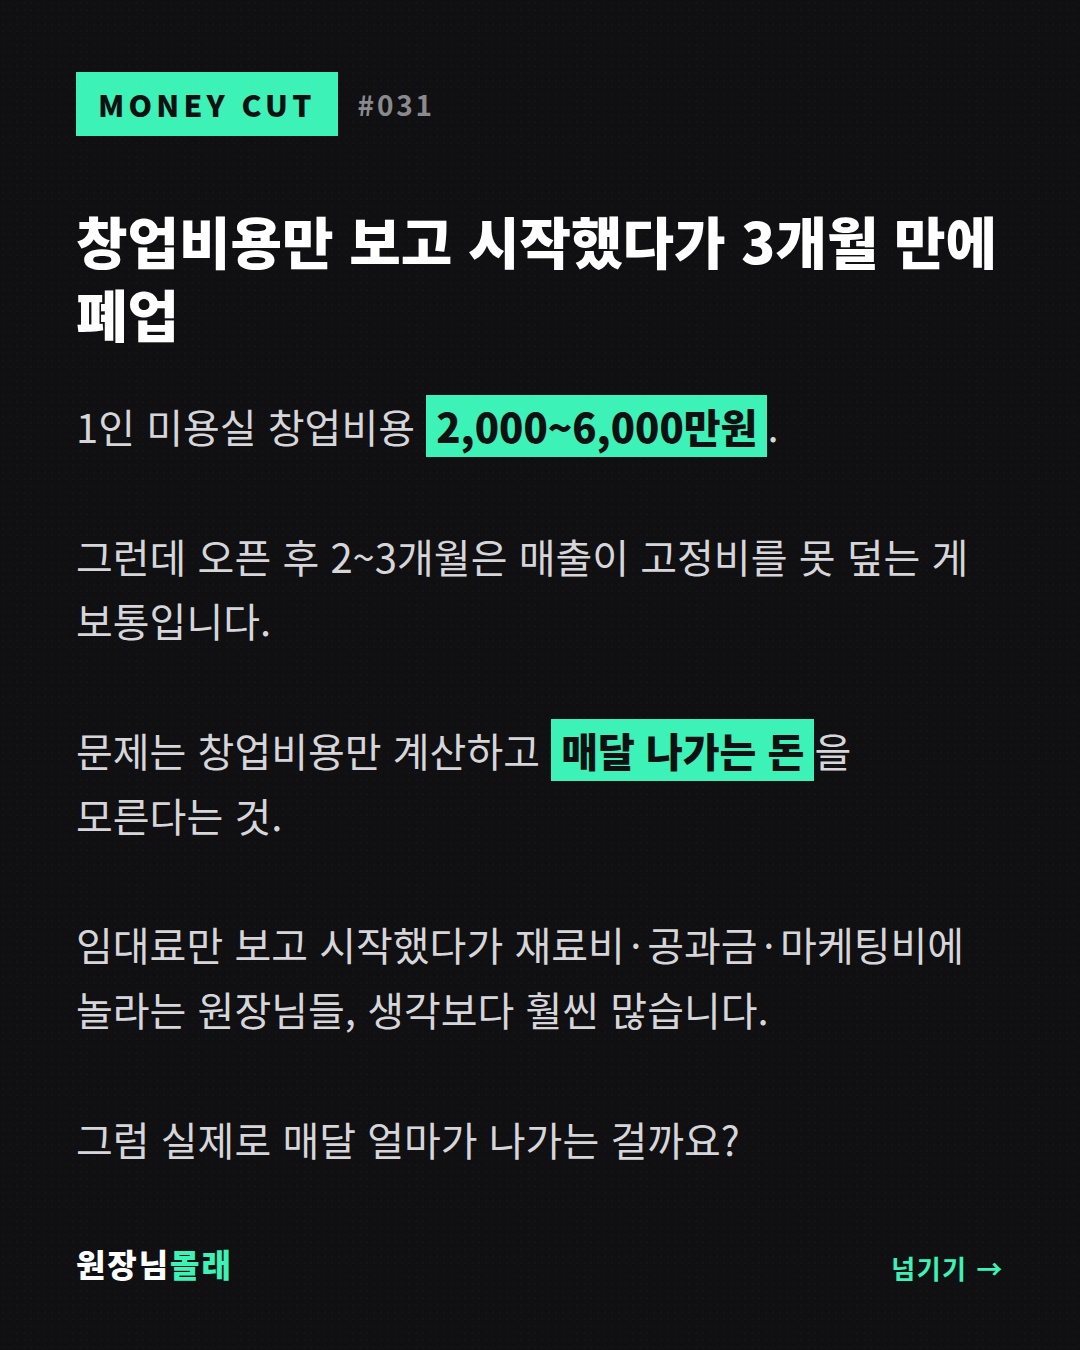 MONEY CUT #031
창업비용만 보고 시작했다가 3개월 만에
폐업
1인 미용실 창업비용 2,000~6,000만원.
그런데 오픈 후 2~3개월은 매출이 고정비를 못 덮는 게
보통입니다.
문제는 창업비용만 계산하고 매달 나가는 돈을
모른다는 것.
임대료만 보고 시작했다가 재료비·공과금·마케팅비에
놀라는 원장님들, 생각보다 훨씬 많습니다.
그럼 실제로 매달 얼마가 나가는 걸까요?
원장님몰래
넘기기 →